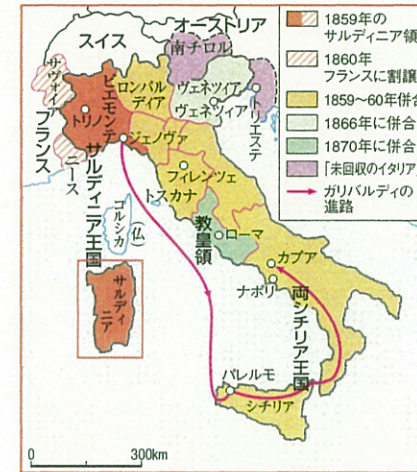 オーストリア
スイス
南チロル
サヴォイア
ロンバルディア
ヴェネツィア
ヴェネツィア
トリエステ
ピエモンテ
トリノ
フランス
ニース
ジェノヴァ
サルディニア王国
フィレンツェ
トスカナ
コルシカ
(仏)
教皇領
ローマ
カプア
ナポリ
両シチリア王国
サルディニア
パレルモ
シチリア
0
300km
1859年の
サルディニア領
1860年
フランスに割譲
1859〜60年併合
1866年に併合
1870年に併合
「未回収のイタリア」
ガリバルディの
進路